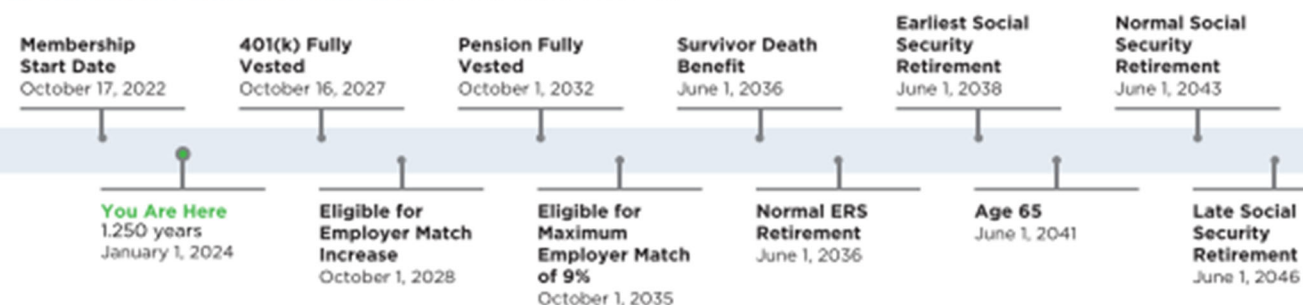 Membership
Start Date
October 17, 2022
401(k) Fully
Vested
October 16, 2027
Pension Fully
Vested
October 1, 2032
Survivor Death
Benefit
June 1, 2036
Earliest Social
Security
Retirement
June 1, 2038
Normal Social
Security
Retirement
June 1, 2043
You Are Here
1.250 years
January 1, 2024
Eligible for
Employer Match
Increase
October 1, 2028
Eligible for
Maximum
Employer Match
of 9%
October 1, 2035
Normal ERS
Retirement
June 1, 2036
Age 65
June 1, 2041
Late Social
Security
Retirement
June 1, 2046